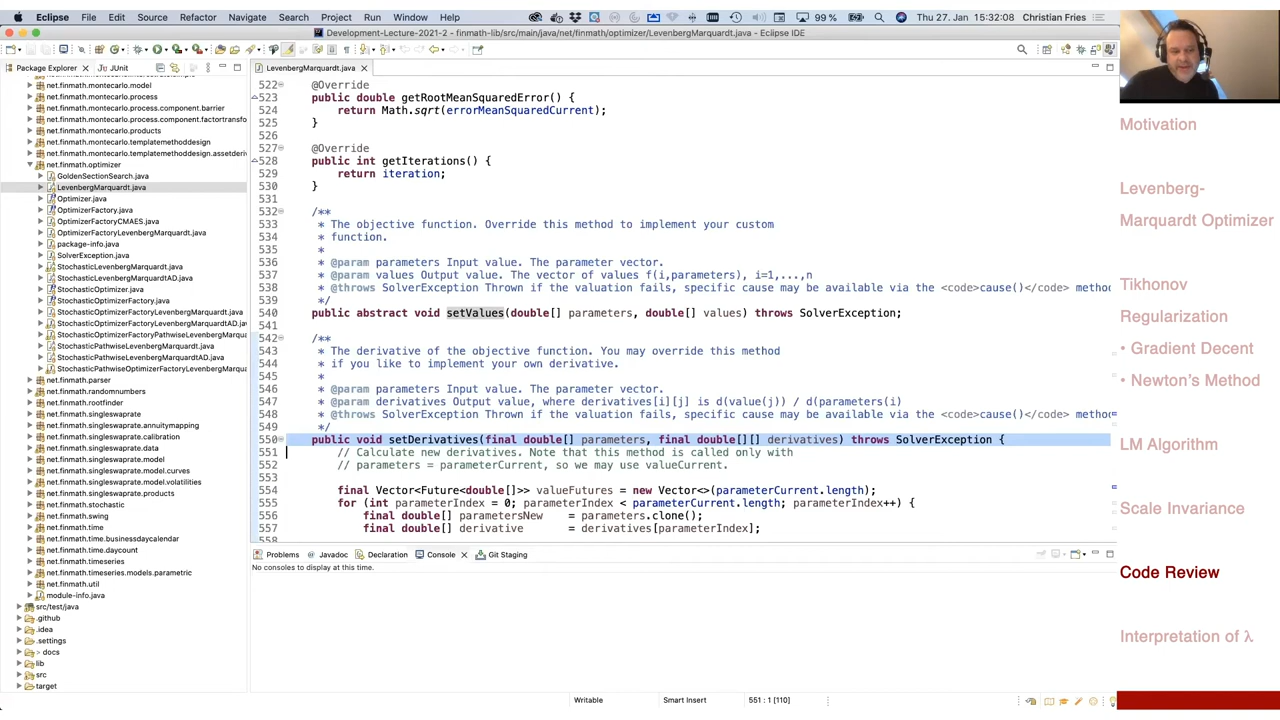 Eclipse File Edit Source Refactor Navigate Search Project Run Window Help 99 % Thu 27. Jan 15:32:08 Christian Fries
Development-Lecture-2021-2 - finmath-lib/src/main/java/net/finmath/optimizer/LevenbergMarquardt.java - Eclipse IDE
Package Explorer JUnit
net.finmath.montecarlo.model
net.finmath.montecarlo.process
net.finmath.montecarlo.process.component.barrier
net.finmath.montecarlo.process.component.factortransfo
net.finmath.montecarlo.products
net.finmath.montecarlo.templatemethoddesign
net.finmath.montecarlo.templatemethoddesign.assetderiv
net.finmath.optimizer
GoldenSectionSearch.java
LevenbergMarquardt.java
Optimizer.java
OptimizerFactory.java
OptimizerFactoryCMAES.java
OptimizerFactoryLevenbergMarquardt.java
package-info.java
SolverException.java
StochasticLevenbergMarquardt.java
StochasticLevenbergMarquardtAD.java
StochasticOptimizer.java
StochasticOptimizerFactory.java
StochasticOptimizerFactoryLevenbergMarquardt.java
StochasticOptimizerFactoryLevenbergMarquardtAD.java
StochasticOptimizerFactoryPathwiseLevenbergMarqu
StochasticPathwiseLevenbergMarquardt.java
StochasticPathwiseLevenbergMarquardtAD.java
StochasticPathwiseOptimizerFactoryLevenbergMarqua
net.finmath.parser
net.finmath.randomnumbers
net.finmath.rootfinder
net.finmath.singleswaprate
net.finmath.singleswaprate.annuitymapping
net.finmath.singleswaprate.calibration
net.finmath.singleswaprate.data
net.finmath.singleswaprate.model
net.finmath.singleswaprate.model.curves
net.finmath.singleswaprate.model.volatilities
net.finmath.singleswaprate.products
net.finmath.stochastic
net.finmath.swing
net.finmath.time
net.finmath.time.businessdaycalendar
net.finmath.time.daycount
net.finmath.timeseries
net.finmath.timeseries.models.parametric
net.finmath.util
module-info.java
src/test/java
.github
.idea
.settings
> docs
lib
src
target
LevenbergMarquardt.java
522 @Override
523 public double getRootMeanSquaredError() {
524 return Math.sqrt(errorMeanSquaredCurrent);
525 }
526
527 @Override
528 public int getIterations() {
529 return iteration;
530 }
531
532 /**
533 * The objective function. Override this method to implement your custom
534 * function.
535 *
536 * @param parameters Input value. The parameter vector.
537 * @param values Output value. The vector of values f(i,parameters), i=1,...,n
538 * @throws SolverException Thrown if the valuation fails, specific cause may be available via the <code>cause()</code> metho
539 */
540 public abstract void setValues(double[] parameters, double[] values) throws SolverException;
541
542 /**
543 * The derivative of the objective function. You may override this method
544 * if you like to implement your own derivative.
545 *
546 * @param parameters Input value. The parameter vector.
547 * @param derivatives Output value, where derivatives[i][j] is d(value(j)) / d(parameters(i)
548 * @throws SolverException Thrown if the valuation fails, specific cause may be available via the <code>cause()</code> metho
549 */
550 public void setDerivatives(final double[] parameters, final double[][] derivatives) throws SolverException {
551 // Calculate new derivatives. Note that this method is called only with
552 // parameters = parameterCurrent, so we may use valueCurrent.
553
554 final Vector<Future<double[]>> valueFutures = new Vector<>(parameterCurrent.length);
555 for (int parameterIndex = 0; parameterIndex < parameterCurrent.length; parameterIndex++) {
556 final double[] parametersNew = parameters.clone();
557 final double[] derivative = derivatives[parameterIndex];
558
Problems Javadoc Declaration Console Git Staging
No consoles to display at this time.
Writable Smart Insert 551 : 1 [110]
Motivation
Levenberg-
Marquardt Optimizer
Tikhonov
Regularization
• Gradient Decent
• Newton's Method
LM Algorithm
Scale Invariance
Code Review
Interpretation of λ